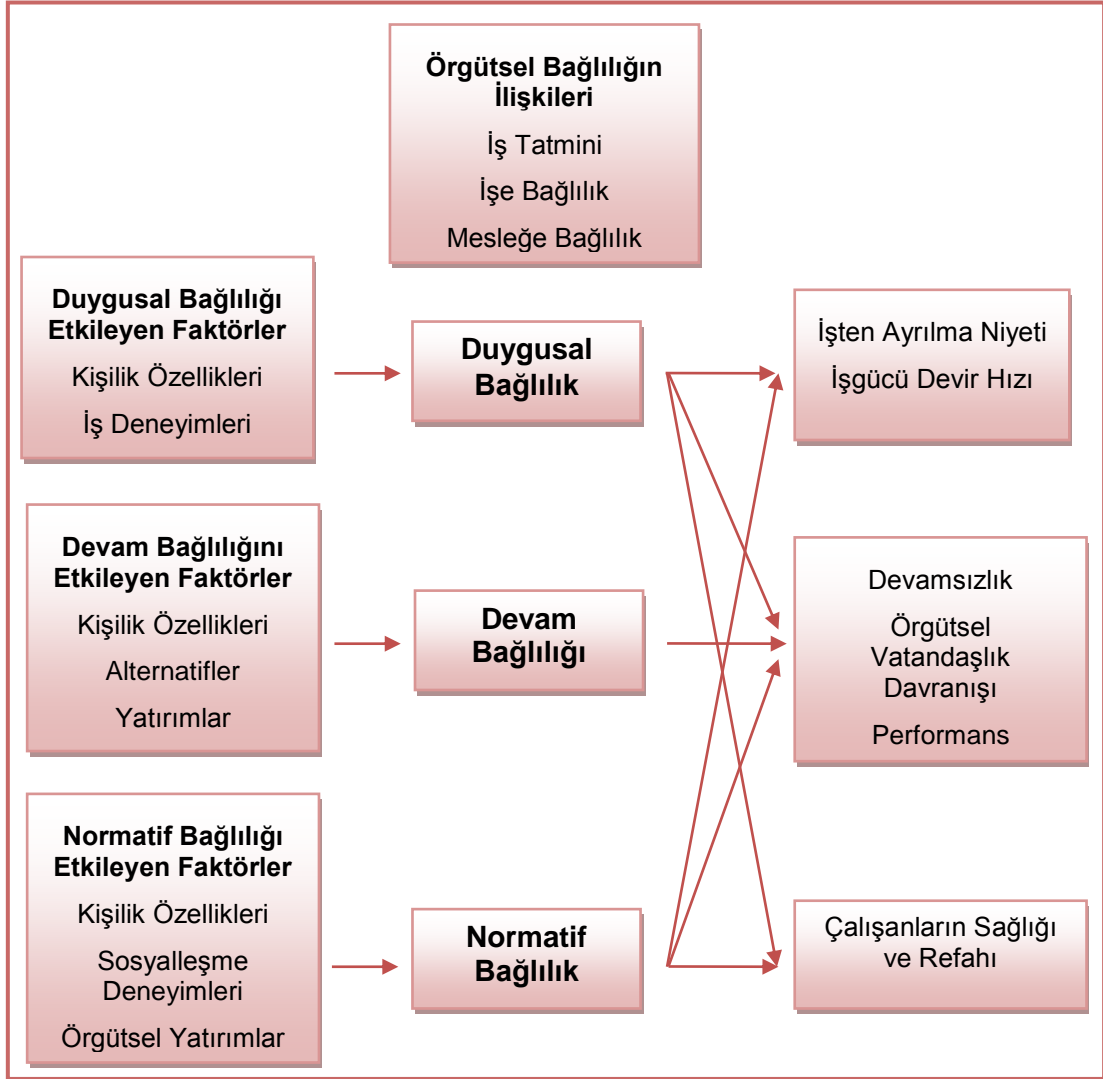 Örgütsel Bağlılığın
İlişkileri
İş Tatmini
İşe Bağlılık
Mesleğe Bağlılık
Duygusal Bağlılığı
Etkileyen Faktörler
Kişilik Özellikleri
İş Deneyimleri
Duygusal
Bağlılık
İşten Ayrılma Niyeti
İşgücü Devir Hızı
Devam Bağlılığını
Etkileyen Faktörler
Kişilik Özellikleri
Alternatifler
Yatırımlar
Devam
Bağlılığı
Devamsızlık
Örgütsel
Vatandaşlık
Davranışı
Performans
Normatif Bağlılığı
Etkileyen Faktörler
Kişilik Özellikleri
Sosyalleşme
Deneyimleri
Örgütsel Yatırımlar
Normatif
Bağlılık
Çalışanların Sağlığı
ve Refahı